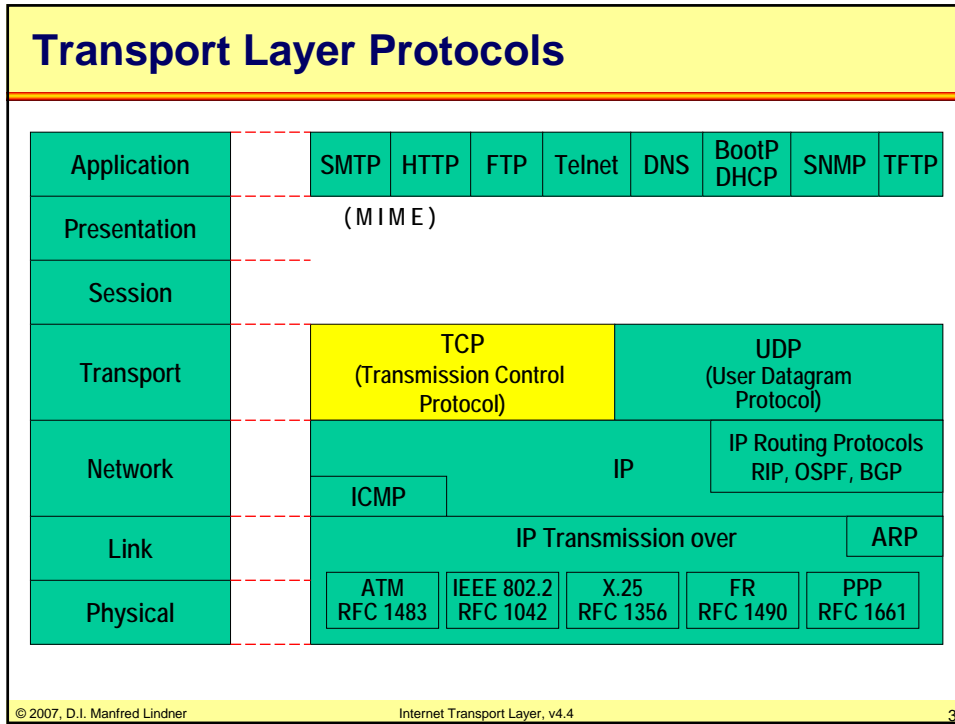 Transport Layer Protocols
Application
SMTP
HTTP
FTP
Telnet
DNS
BootP
DHCP
SNMP
TFTP
Presentation
(MIME)
Session
Transport
TCP
(Transmission Control
Protocol)
UDP
(User Datagram
Protocol)
Network
IP
IP Routing Protocols
RIP, OSPF, BGP
ICMP
Link
IP Transmission over
ARP
Physical
ATM
RFC 1483
IEEE 802.2
RFC 1042
X.25
RFC 1356
FR
RFC 1490
PPP
RFC 1661
© 2007, D.I. Manfred Lindner
Internet Transport Layer, v4.4
3